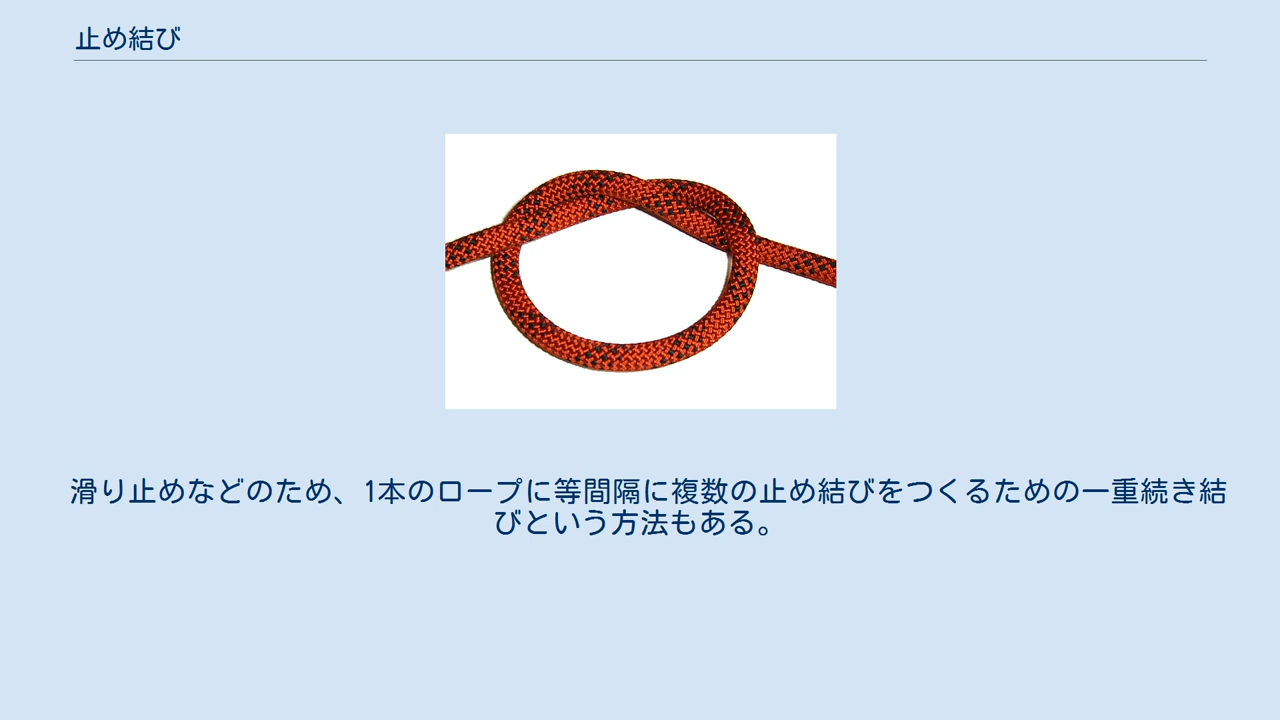 止め結び
滑り止めなどのため、1本のロープに等間隔に複数の止め結びをつくるための一重続き結
びという方法もある。